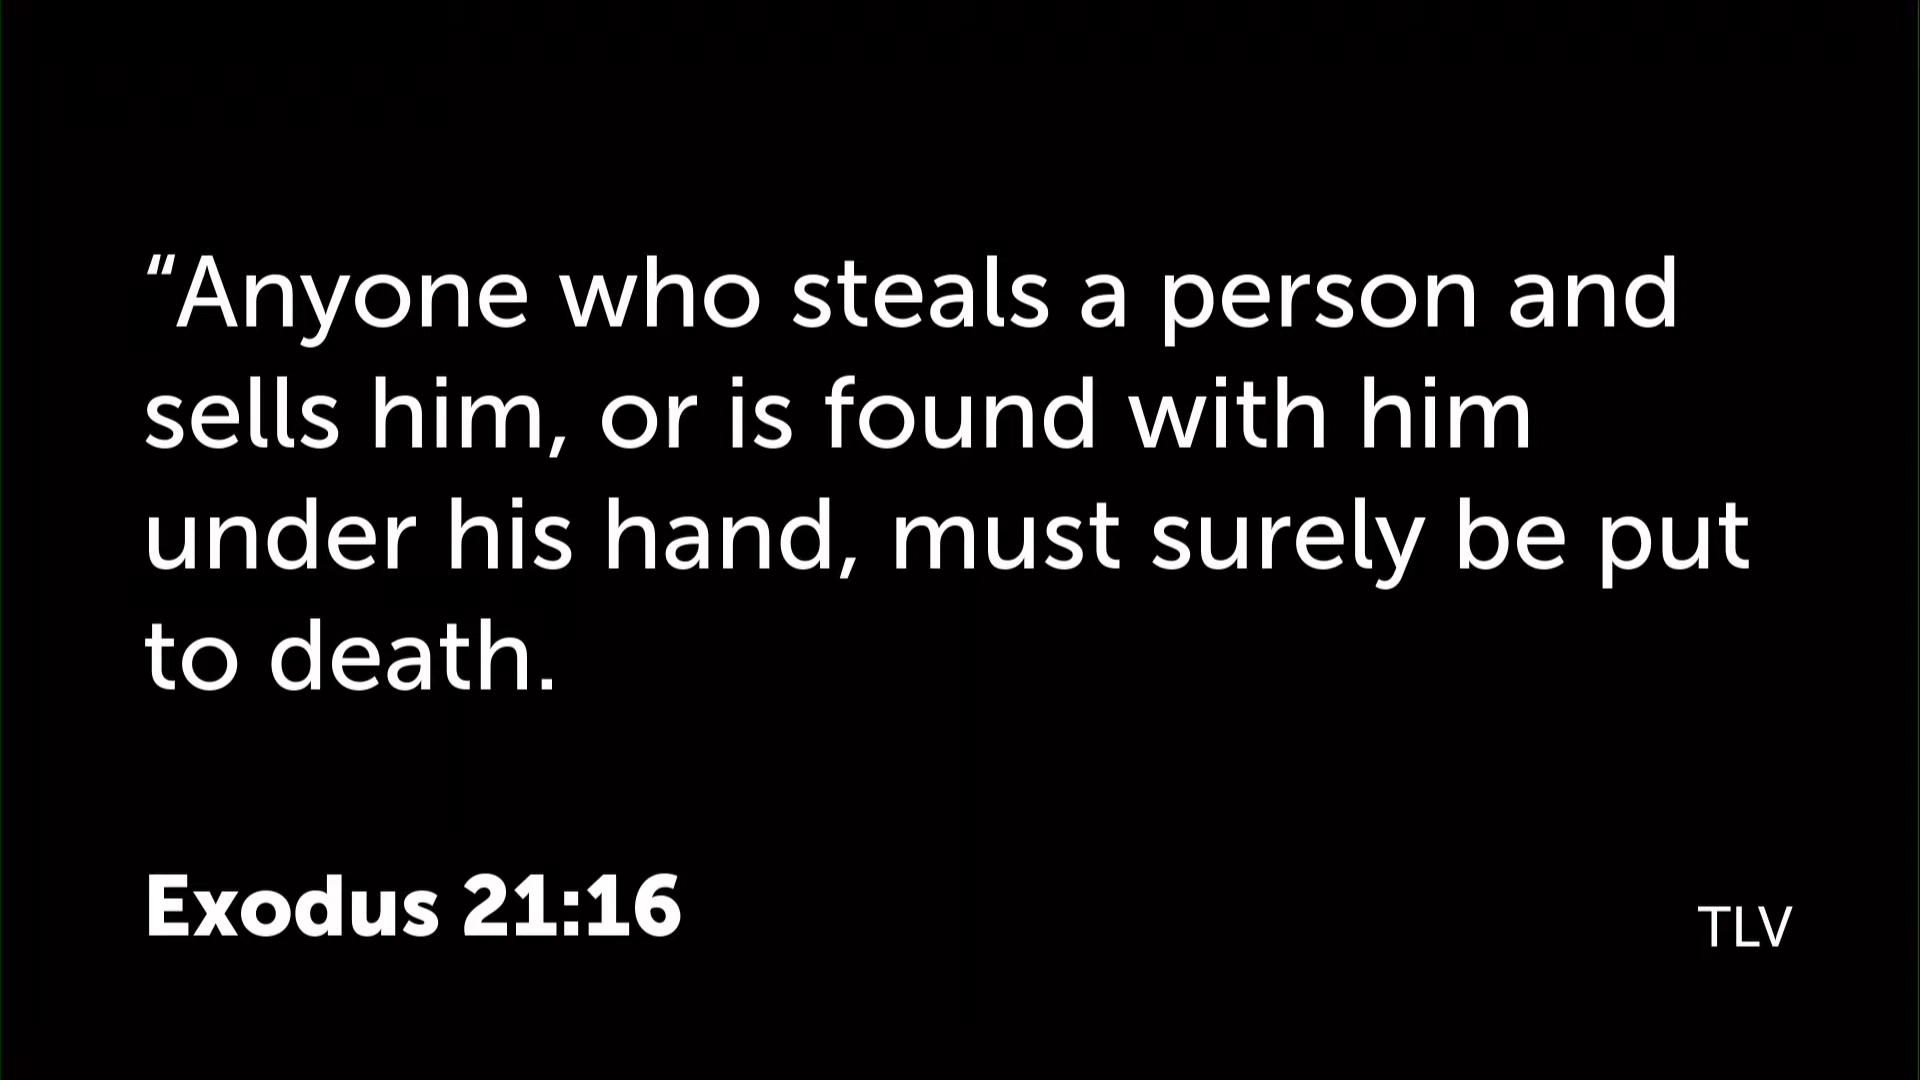 “Anyone who steals a person and
sells him, or is found with him
under his hand, must surely be put
to death.
Exodus 21:16
TLV